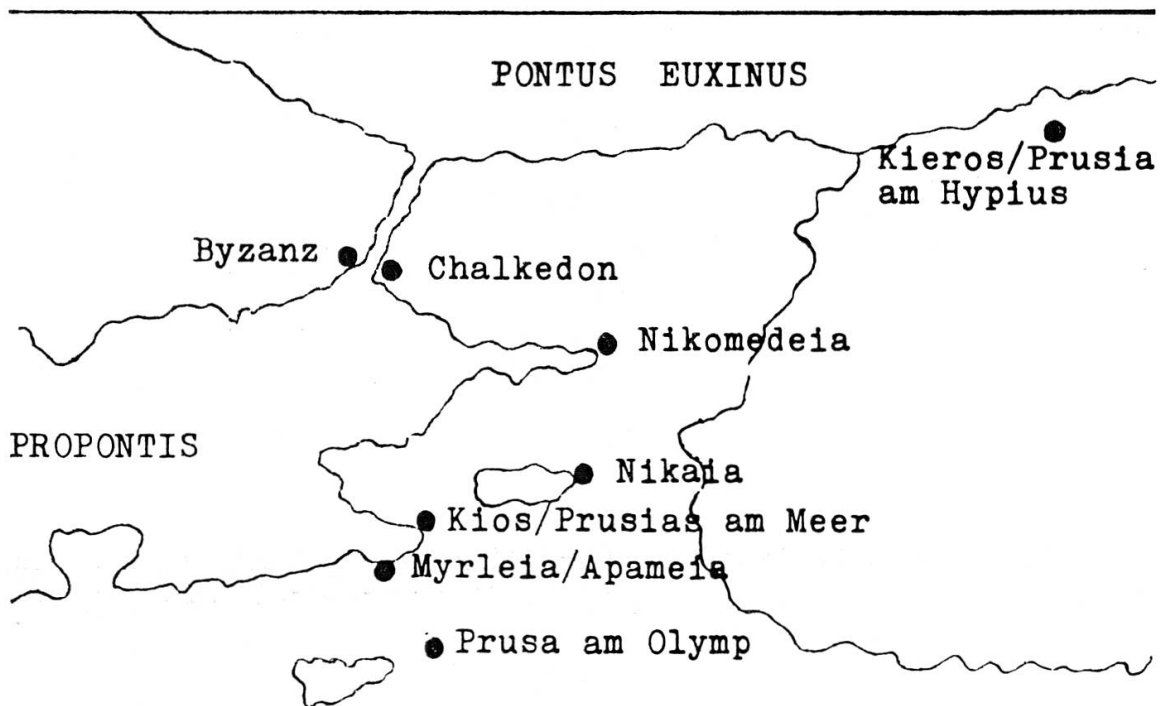 PONTUS EUXINUS
Kieros/Prusia
am Hypius
Byzanz
Chalkedon
Nikomedeia
PROPONTIS
Nikaia
Kios/Prusias am Meer
Myrleia/Apameia
Prusa am Olymp